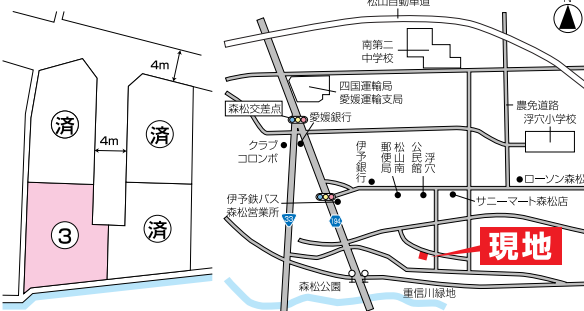 4m
済
4m
済
3
済
松山自動車道
N
南第二
中学校
四国運輸局
愛媛運輸支局
農免道路
浮穴小学校
森松交差点
愛媛銀行
クラブ
コロンボ
伊予銀行
松山南
郵便局
浮穴
公民館
ローソン森松
伊予鉄バス
森松営業所
サニーマート森松店
33
194
現地
森松公園
重信川緑地